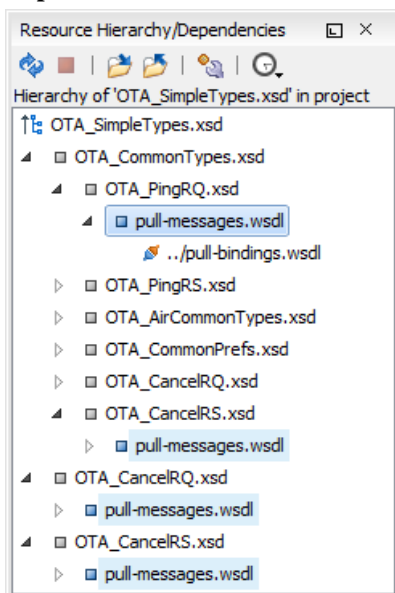 Resource Hierarchy/Dependencies
Hierarchy of 'OTA_SimpleTypes.xsd' in project
OTA_SimpleTypes.xsd
OTA_CommonTypes.xsd
OTA_PingRQ.xsd
pull-messages.wsdl
../pull-bindings.wsdl
OTA_PingRS.xsd
OTA_AirCommonTypes.xsd
OTA_CommonPrefs.xsd
OTA_CancelRQ.xsd
OTA_CancelRS.xsd
pull-messages.wsdl
OTA_CancelRQ.xsd
pull-messages.wsdl
OTA_CancelRS.xsd
pull-messages.wsdl